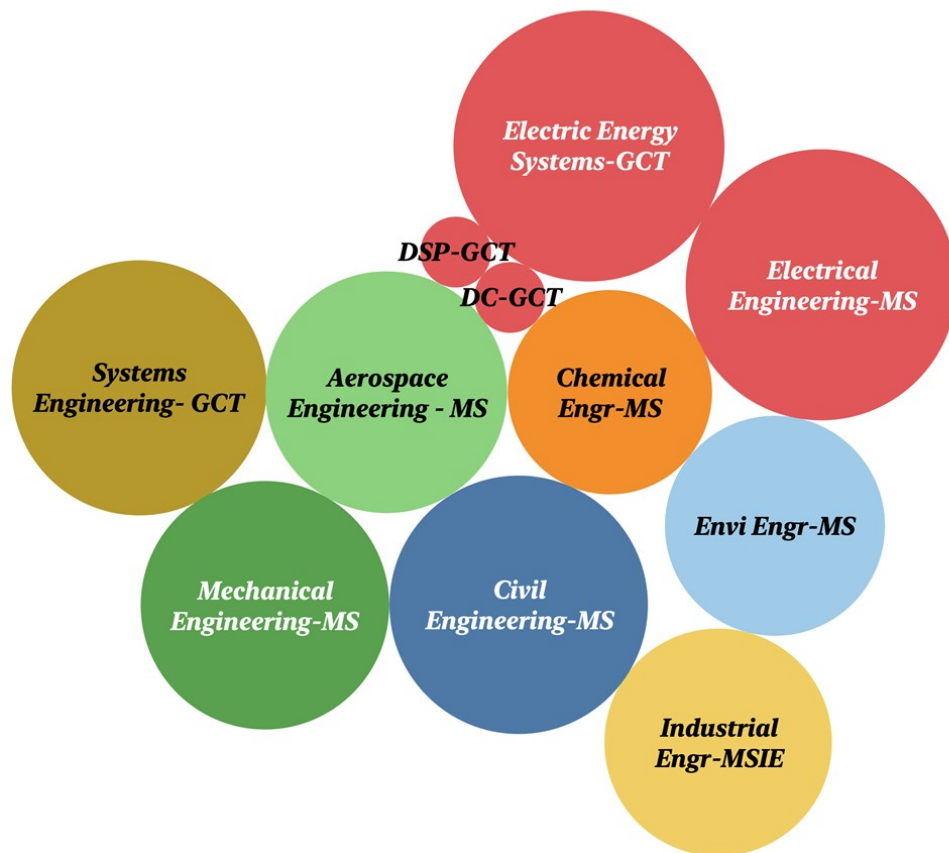 Electric Energy
Systems-GCT
DSP-GCT
Electrical
Engineering-MS
DC-GCT
Systems
Engineering- GCT
Aerospace
Engineering - MS
Chemical
Engr-MS
Envi Engr-MS
Mechanical
Engineering-MS
Civil
Engineering-MS
Industrial
Engr-MSIE